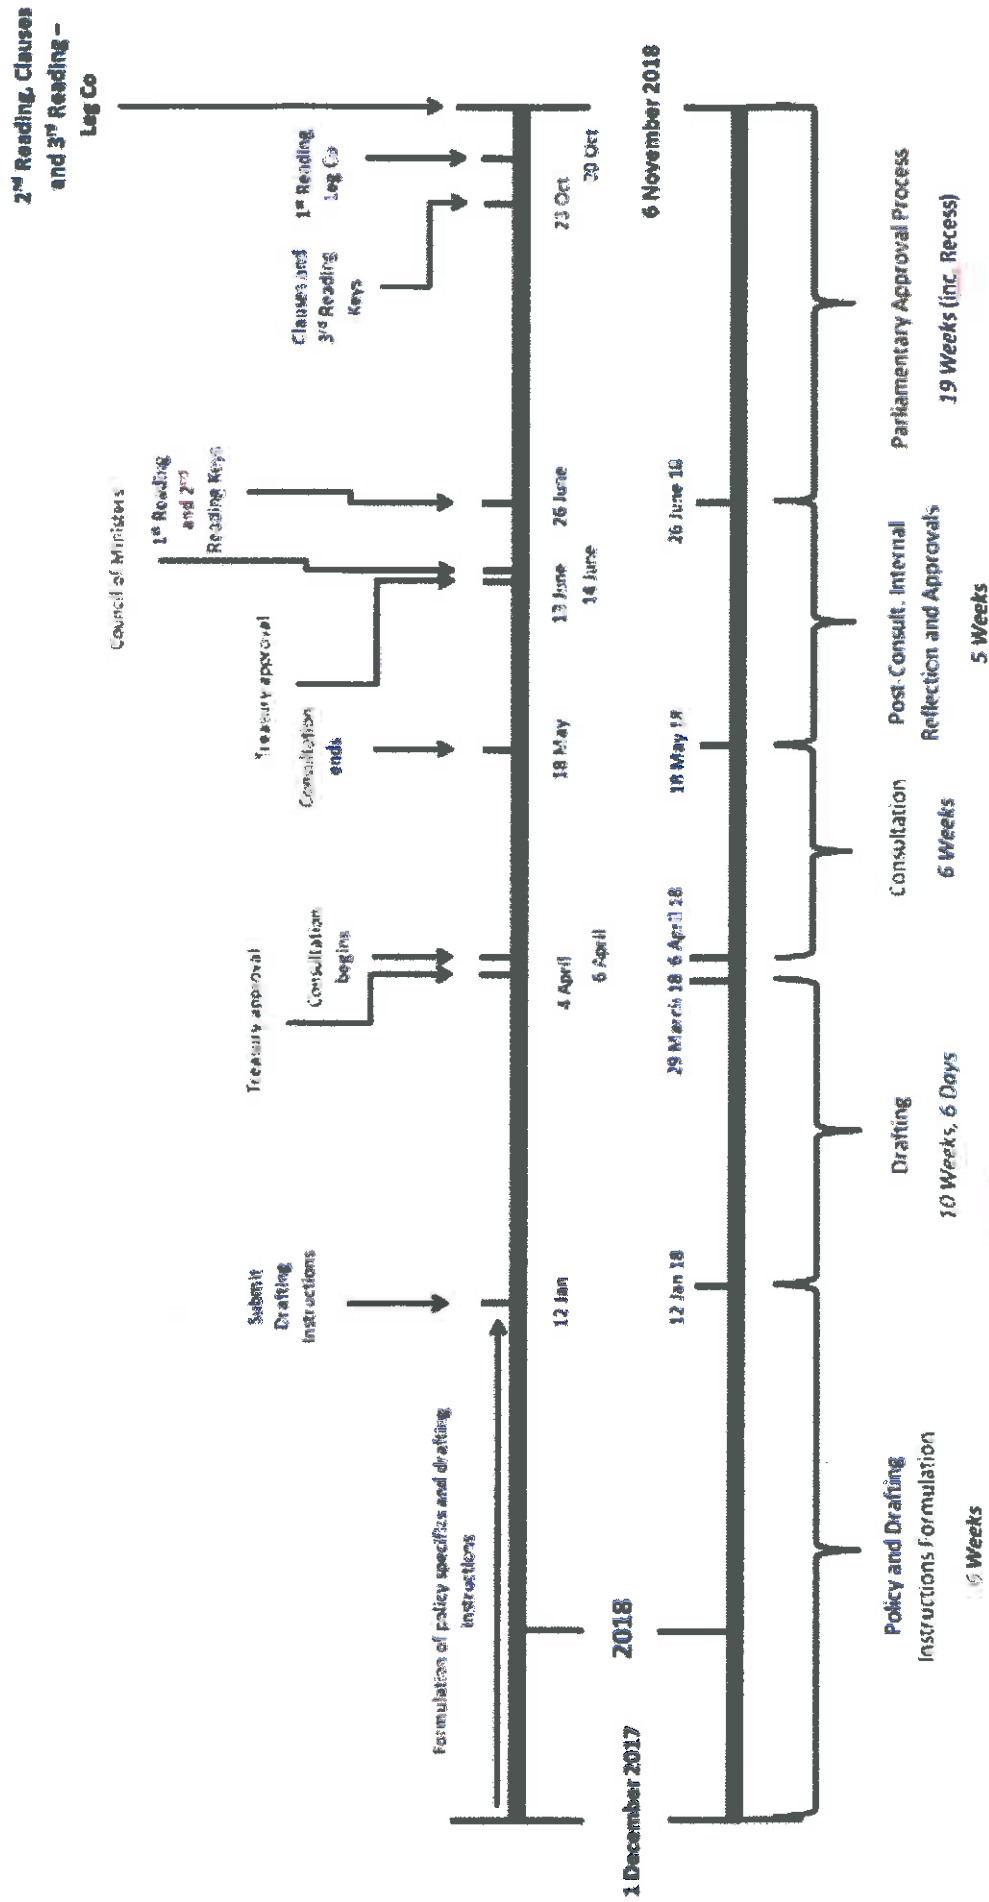 2nd Reading, Clauses
and 3rd Reading –
Leg Co
Council of Ministers
1st Reading
and 2nd
Reading Keys
Submit
Drafting
Instructions
Treasury approval
Consultation
begins
Treasury approval
Consultation
ends
Clauses and
3rd Reading
Keys
1st Reading
Leg Co
Formulation of policy specifics and drafting
instructions
12 Jan
4 April
6 April
18 May
13 June
14 June
26 June
23 Oct
30 Oct
1 December 2017
2018
6 November 2018
12 Jan 18
29 March 18
6 April 18
18 May 18
26 June 18
Policy and Drafting
Instructions Formulation
6 Weeks
Drafting
10 Weeks, 6 Days
Consultation
6 Weeks
Post-Consult. Internal
Reflection and Approvals
5 Weeks
Parliamentary Approval Process
19 Weeks (inc. Recess)